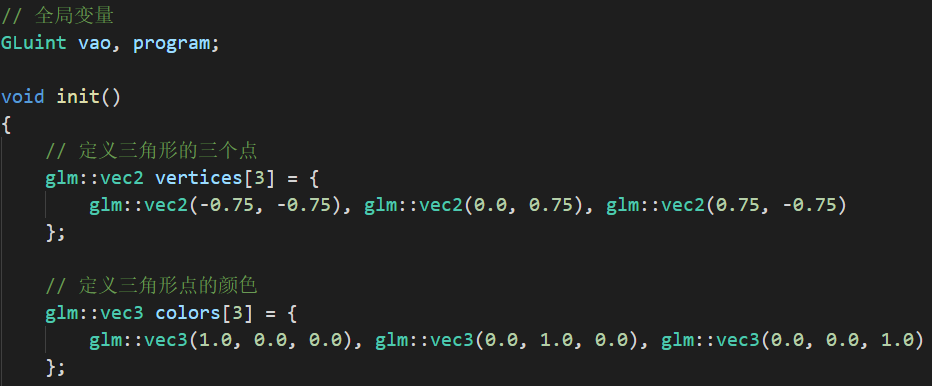 // 全局变量
GLuint vao, program;
void init()
{
// 定义三角形的三个点
glm::vec2 vertices[3] = {
glm::vec2(-0.75, -0.75), glm::vec2(0.0, 0.75), glm::vec2(0.75, -0.75)
};
// 定义三角形点的颜色
glm::vec3 colors[3] = {
glm::vec3(1.0, 0.0, 0.0), glm::vec3(0.0, 1.0, 0.0), glm::vec3(0.0, 0.0, 1.0)
};